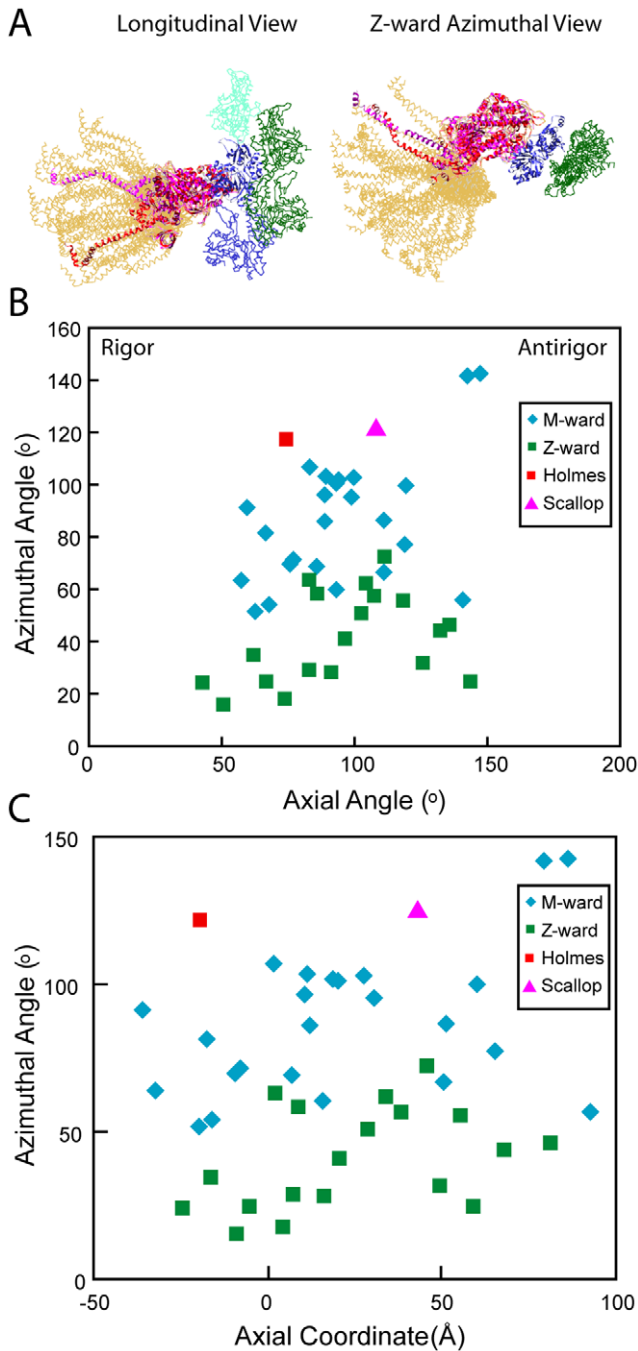 A
Longitudinal View
Z-ward Azimuthal View
B
160
140
120
100
80
60
40
20
0
Azimuthal Angle (o)
Rigor
Antirigor
M-ward
Z-ward
Holmes
Scallop
0
50
100
150
200
Axial Angle (o)
C
150
100
50
0
Azimuthal Angle (o)
M-ward
Z-ward
Holmes
Scallop
-50
0
50
100
Axial Coordinate(Å)